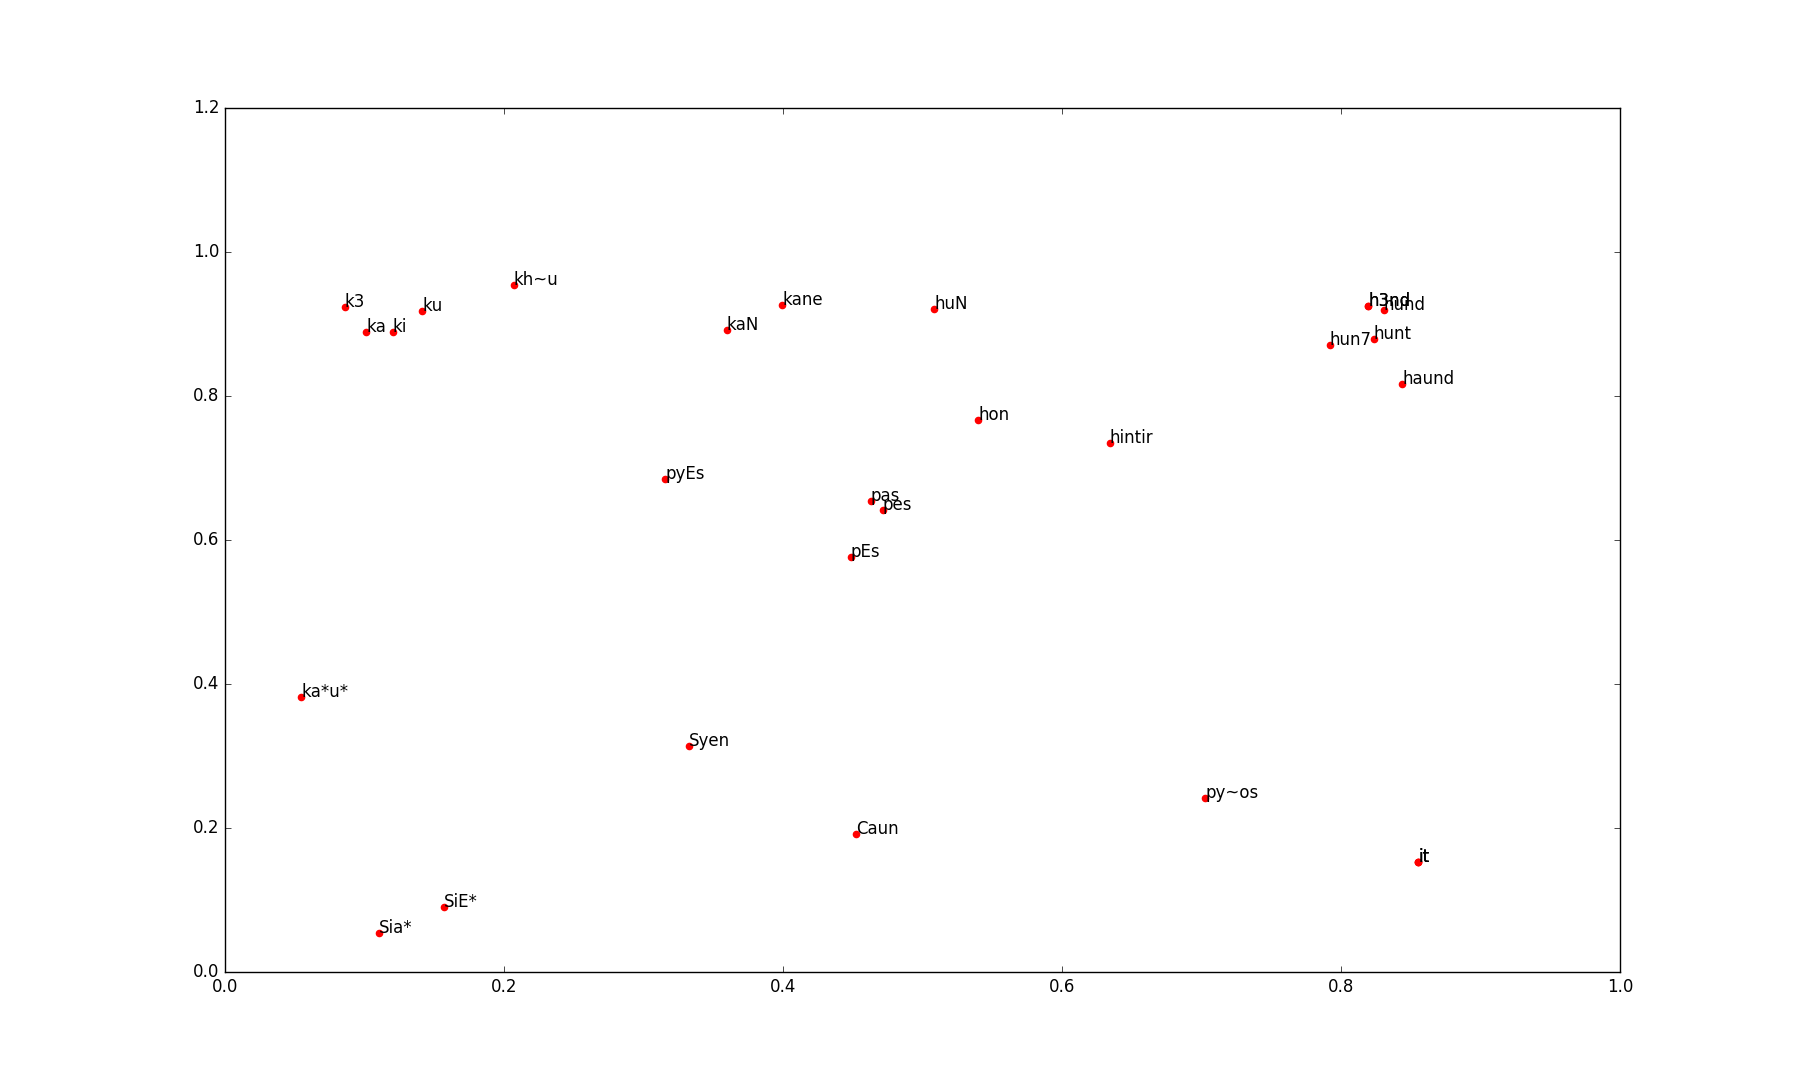 1.2
1.0
kh~u
k3
ku
kane
huN
h3nd
hund
ka
ki
kaN
hun7
hunt
0.8
haund
hon
hintir
pyEs
pas
pes
0.6
pEs
0.4
ka*u*
Syen
py~os
0.2
Caun
it
SiE*
Sia*
0.0
0.0 0.2 0.4 0.6 0.8 1.0